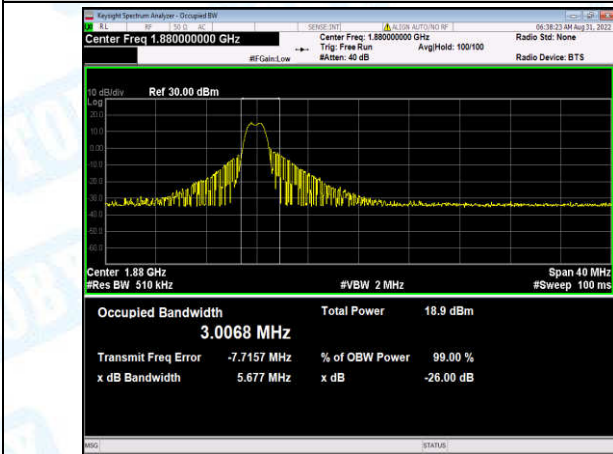 Keysight Spectrum Analyzer - Occupied BW
RL RF 50 Ω AC SENSE:INT ALIGN AUTO/NO RF 06:38:23 AM Aug 31, 2022
Center Freq 1.880000000 GHz Center Freq: 1.880000000 GHz Radio Std: None
Trig: Free Run Avg|Hold: 100/100
#IFGain:Low #Atten: 40 dB Radio Device: BTS
10 dB/div Ref 30.00 dBm
Log
20.0
10.0
0.00
-10.0
-20.0
-30.0
-40.0
-50.0
-60.0
Center 1.88 GHz Span 40 MHz
#Res BW 510 kHz #VBW 2 MHz #Sweep 100 ms
Occupied Bandwidth Total Power 18.9 dBm
3.0068 MHz
Transmit Freq Error -7.7157 MHz % of OBW Power 99.00 %
x dB Bandwidth 5.677 MHz x dB -26.00 dB
MSG STATUS